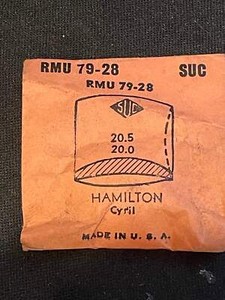 RMU 79-28 SUC
RMU 79-28
SUC
20.5
20.0
HAMILTON
Cyril
MADE IN U. S. A.